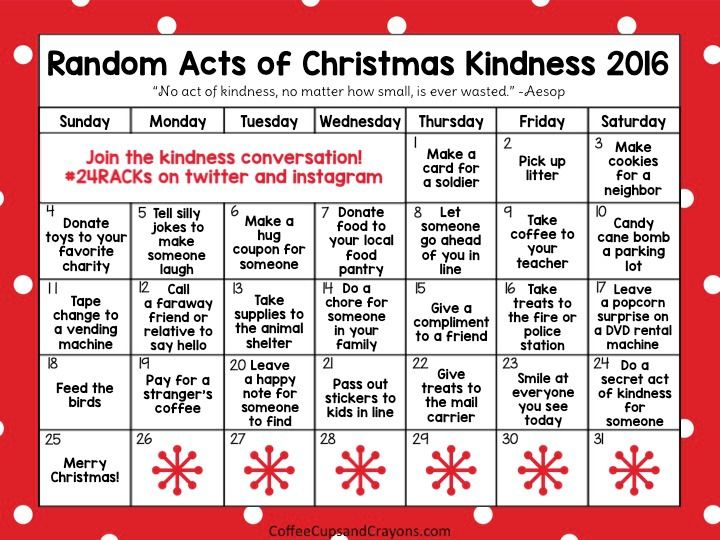 Random Acts of Christmas Kindness 2016
"No act of kindness, no matter how small, is ever wasted." -Aesop
Sunday
Monday
Tuesday
Wednesday
Thursday
Friday
Saturday
Join the kindness conversation!
#24RACKs on twitter and instagram
1
Make a
card for
a soldier
2
Pick up
litter
3
Make
cookies
for a
neighbor
4
Donate
toys to your
favorite
charity
5 Tell silly
jokes to
make
someone
laugh
6
Make a
hug
coupon for
someone
7 Donate
food to
your local
food
pantry
8 Let
someone
go ahead
of you in
line
9
Take
coffee to
your
teacher
10
Candy
cane bomb
a parking
lot
11
Tape
change to
a vending
machine
12 Call
a faraway
friend or
relative to
say hello
13
Take
supplies to
the animal
shelter
14 Do a
chore for
someone
in your
family
15
Give a
compliment
to a friend
16 Take
treats to
the fire or
police
station
17 Leave
a popcorn
surprise on
a DVD rental
machine
18
Feed the
birds
19
Pay for a
stranger's
coffee
20 Leave
a happy
note for
someone
to find
21
Pass out
stickers to
kids in line
22
Give
treats to
the mail
carrier
23
Smile at
everyone
you see
today
24 Do a
secret act
of kindness
for
someone
25
Merry
Christmas!
26
27
28
29
30
31
CoffeeCupsandCrayons.com